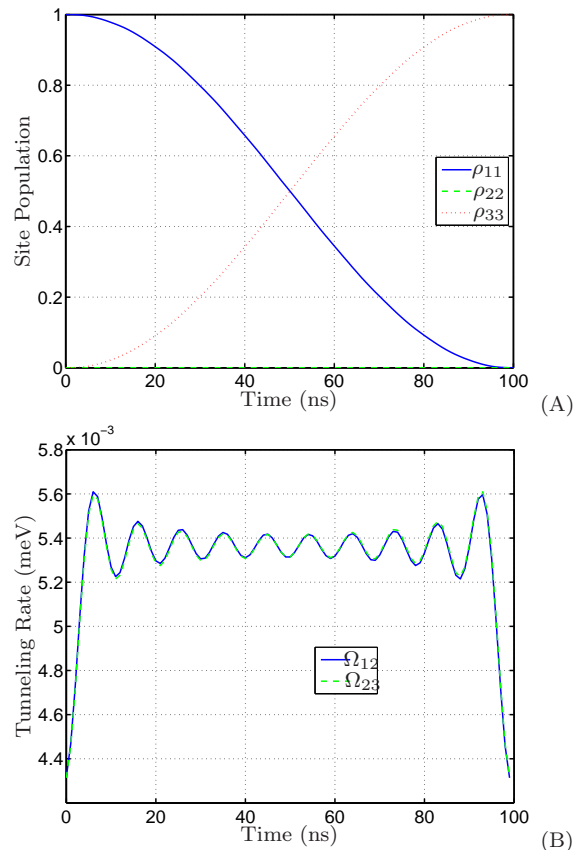 1
0.8
0.6
0.4
0.2
0
Site Population
ρ11
ρ22
ρ33
0 20 40 60 80 100
Time (ns)
(A)
5.8 x 10⁻³
5.6
5.4
5.2
5
4.8
4.6
4.4
Tunneling Rate (meV)
Ω12
Ω23
0 20 40 60 80 100
Time (ns)
(B)